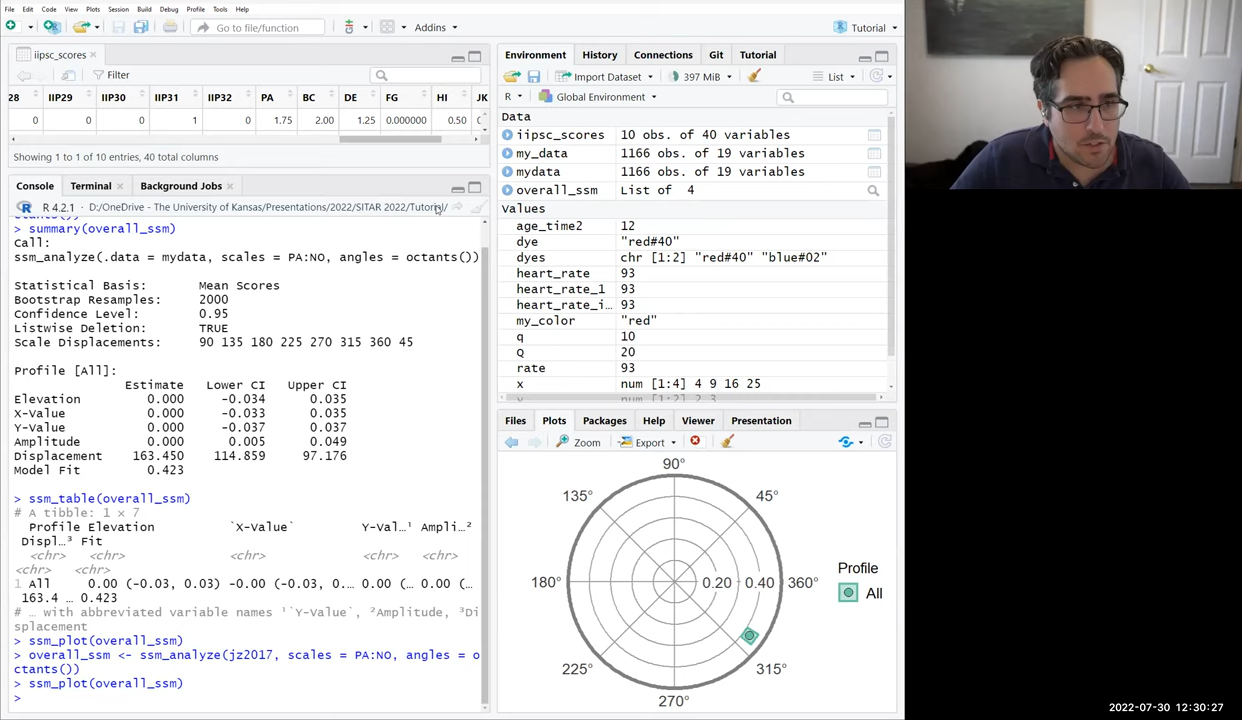 File Edit Code View Plots Session Build Debug Profile Tools Help
Go to file/function
Addins
Tutorial
iipsc_scores
Filter
28 IIP29 IIP30 IIP31 IIP32 PA BC DE FG HI JK
0 0 0 1 0 1.75 2.00 1.25 0.000000 0.50 0
Showing 1 to 1 of 10 entries, 40 total columns
Console Terminal Background Jobs
R 4.2.1 · D:/OneDrive - The University of Kansas/Presentations/2022/SITAR 2022/Tutorial/
ctants())
> summary(overall_ssm)
Call:
ssm_analyze(.data = mydata, scales = PA:NO, angles = octants())
Statistical Basis: Mean Scores
Bootstrap Resamples: 2000
Confidence Level: 0.95
Listwise Deletion: TRUE
Scale Displacements: 90 135 180 225 270 315 360 45
Profile [All]:
Estimate Lower CI Upper CI
Elevation 0.000 -0.034 0.035
X-Value 0.000 -0.033 0.035
Y-Value 0.000 -0.037 0.037
Amplitude 0.000 0.005 0.049
Displacement 163.450 114.859 97.176
Model Fit 0.423
> ssm_table(overall_ssm)
# A tibble: 1 × 7
Profile Elevation `X-Value` Y-Val…¹ Ampli…²
Displ…³ Fit
<chr> <chr> <chr> <chr> <chr>
<chr> <chr>
1 All 0.00 (-0.03, 0.03) -0.00 (-0.03, 0.… 0.00 (… 0.00 (…
163.4 … 0.423
# … with abbreviated variable names ¹`Y-Value`, ²Amplitude, ³Di
splacement
> ssm_plot(overall_ssm)
> overall_ssm <- ssm_analyze(jz2017, scales = PA:NO, angles = o
ctants())
> ssm_plot(overall_ssm)
>
Environment History Connections Git Tutorial
Import Dataset 397 MiB List
R Global Environment
Data
iipsc_scores 10 obs. of 40 variables
my_data 1166 obs. of 19 variables
mydata 1166 obs. of 19 variables
overall_ssm List of 4
Values
age_time2 12
dye "red#40"
dyes chr [1:2] "red#40" "blue#02"
heart_rate 93
heart_rate_1 93
heart_rate_i… 93
my_color "red"
q 10
Q 20
rate 93
x num [1:4] 4 9 16 25
y num [1:2] 2 3
Files Plots Packages Help Viewer Presentation
Zoom Export
90°
135° 45°
180° 0.20 0.40 360°
225° 315°
270°
Profile
All
2022-07-30 12:30:27